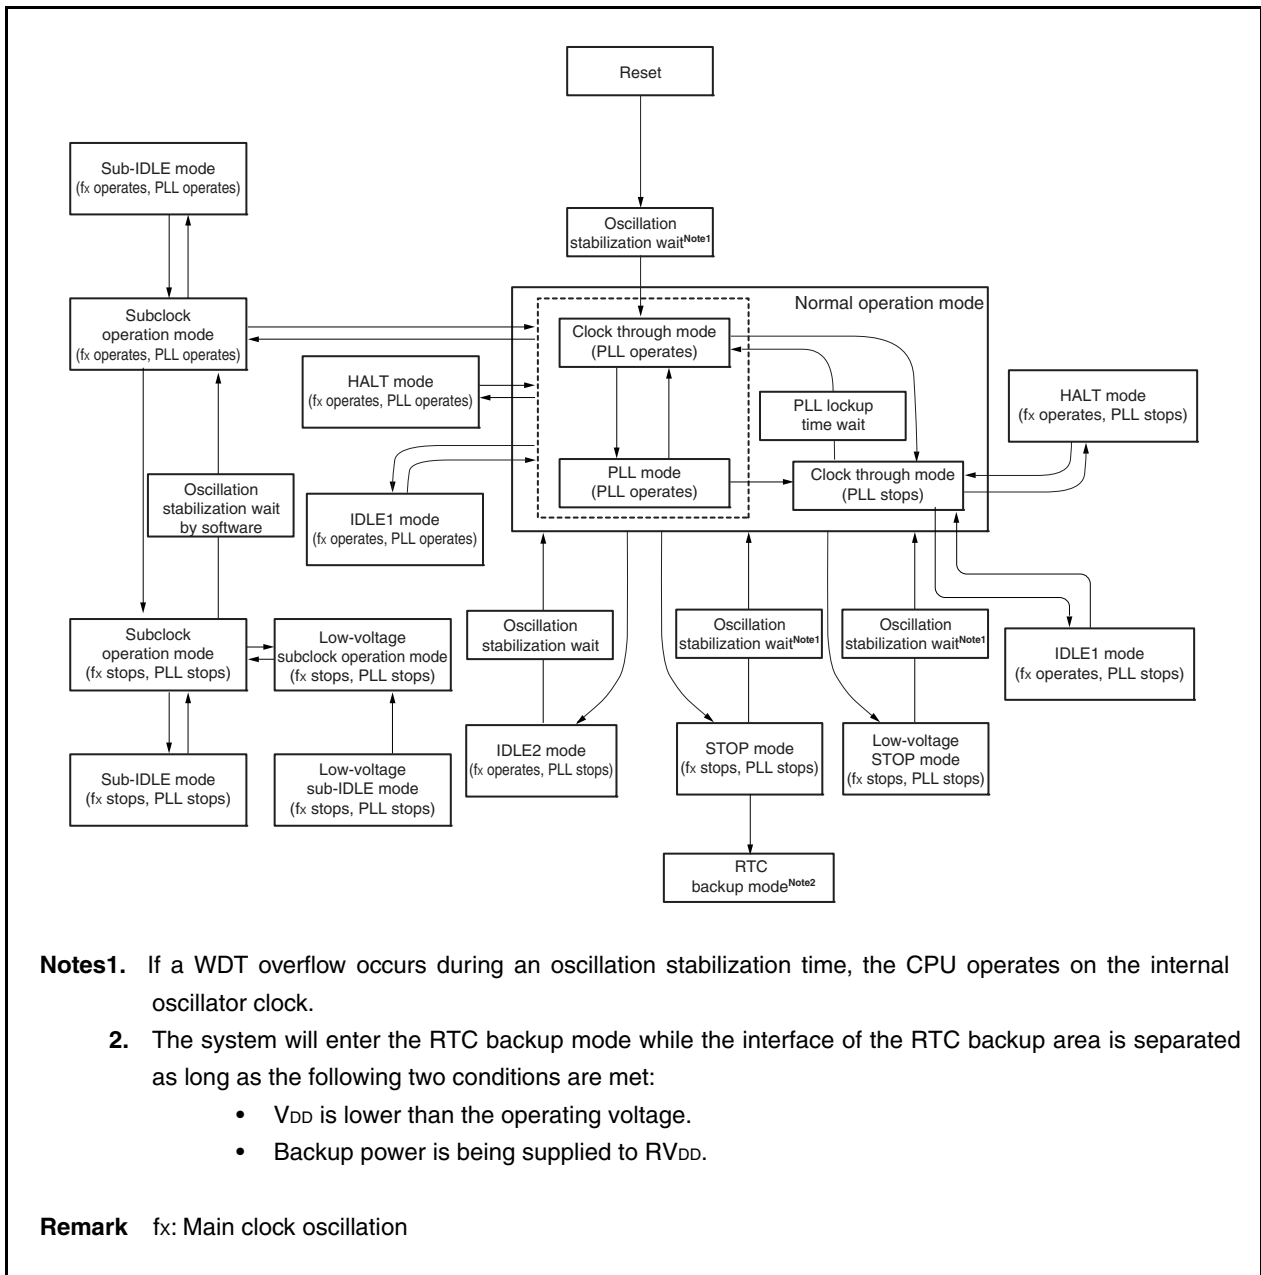 Reset
Sub-IDLE mode
(fx operates, PLL operates)
Oscillation
stabilization waitNote1
Normal operation mode
Subclock
operation mode
(fx operates, PLL operates)
Clock through mode
(PLL operates)
HALT mode
(fx operates, PLL operates)
PLL lockup
time wait
HALT mode
(fx operates, PLL stops)
PLL mode
(PLL operates)
Clock through mode
(PLL stops)
Oscillation
stabilization wait
by software
IDLE1 mode
(fx operates, PLL operates)
Subclock
operation mode
(fx stops, PLL stops)
Low-voltage
subclock operation mode
(fx stops, PLL stops)
Oscillation
stabilization wait
Oscillation
stabilization waitNote1
Oscillation
stabilization waitNote1
IDLE1 mode
(fx operates, PLL stops)
Sub-IDLE mode
(fx stops, PLL stops)
Low-voltage
sub-IDLE mode
(fx stops, PLL stops)
IDLE2 mode
(fx operates, PLL stops)
STOP mode
(fx stops, PLL stops)
Low-voltage
STOP mode
(fx stops, PLL stops)
RTC
backup modeNote2
Notes1. If a WDT overflow occurs during an oscillation stabilization time, the CPU operates on the internal
oscillator clock.
2. The system will enter the RTC backup mode while the interface of the RTC backup area is separated
as long as the following two conditions are met:
• VDD is lower than the operating voltage.
• Backup power is being supplied to RVDD.
Remark fx: Main clock oscillation